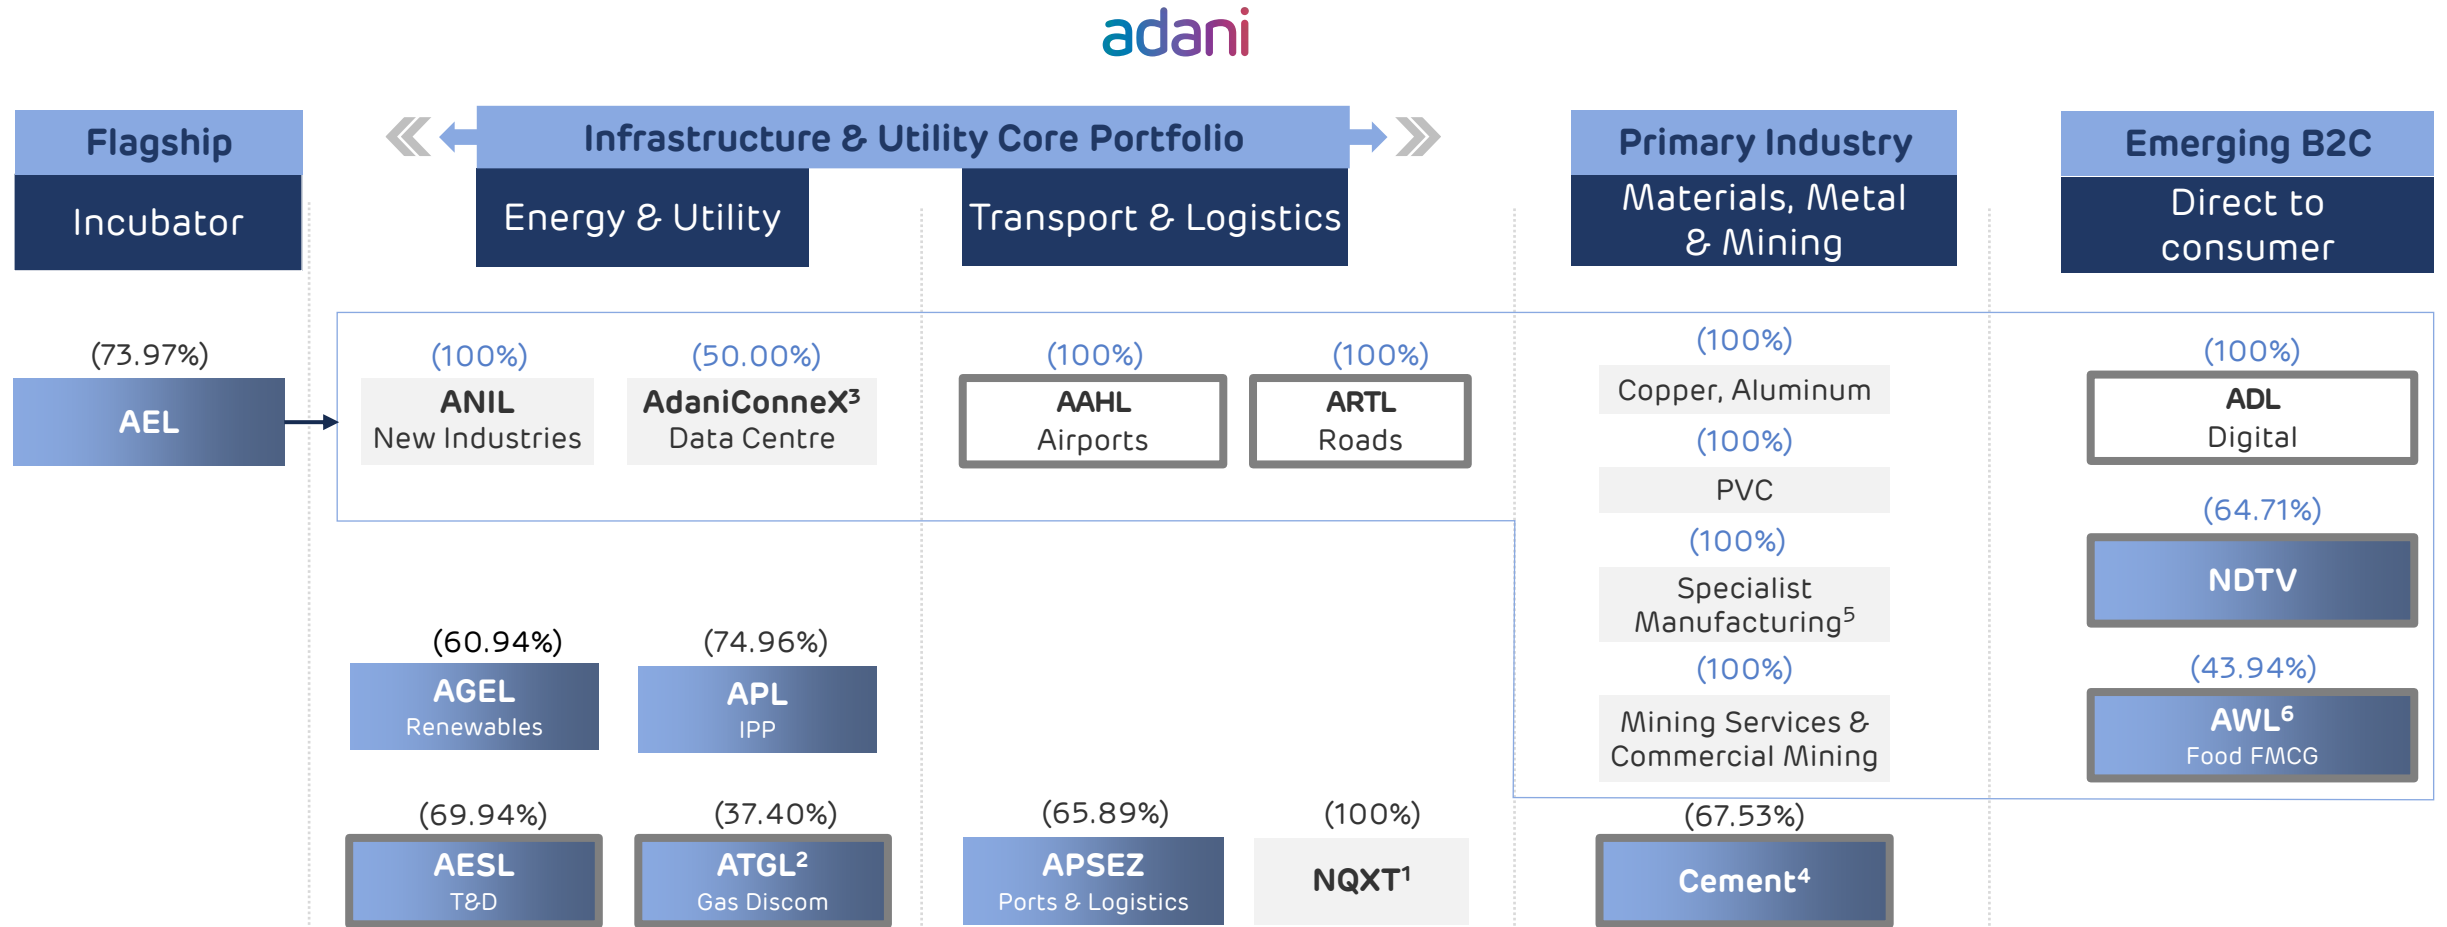 adani
Flagship
Incubator
Infrastructure & Utility Core Portfolio
Energy & Utility
Transport & Logistics
Primary Industry
Materials, Metal
& Mining
Emerging B2C
Direct to
consumer
(73.97%)
AEL
(100%)
ANIL
New Industries
(50.00%)
AdaniConneX³
Data Centre
(100%)
AAHL
Airports
(100%)
ARTL
Roads
(100%)
Copper, Aluminum
(100%)
PVC
(100%)
Specialist
Manufacturing⁵
(100%)
Mining Services &
Commercial Mining
(100%)
ADL
Digital
(64.71%)
NDTV
(43.94%)
AWL⁶
Food FMCG
(60.94%)
AGEL
Renewables
(74.96%)
APL
IPP
(69.94%)
AESL
T&D
(37.40%)
ATGL²
Gas Discom
(65.89%)
APSEZ
Ports & Logistics
(100%)
NQXT¹
(67.53%)
Cement⁴